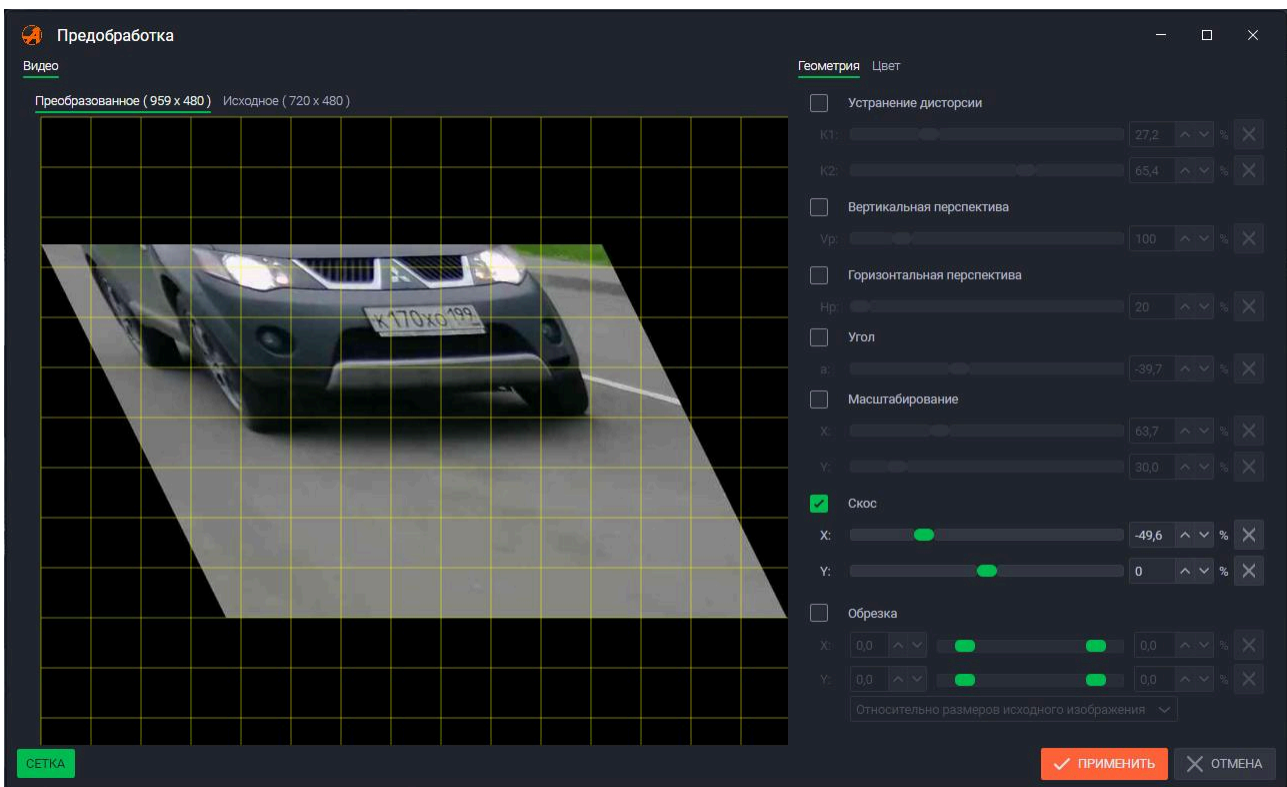 Предобработка
Видео
Преобразованное ( 959 x 480 ) Исходное ( 720 x 480 )
к170хо199
СЕТКА
Геометрия Цвет
Устранение дисторсии
K1: 27,2 %
K2: 65,4 %
Вертикальная перспектива
Vp: 100 %
Горизонтальная перспектива
Hp: 20 %
Угол
a: -39,7 %
Масштабирование
X: 63,7 %
Y: 30,0 %
Скос
X: -49,6 %
Y: 0 %
Обрезка
X: 0,0 0,0 %
Y: 0,0 0,0 %
Относительно размеров исходного изображения
ПРИМЕНИТЬ ОТМЕНА